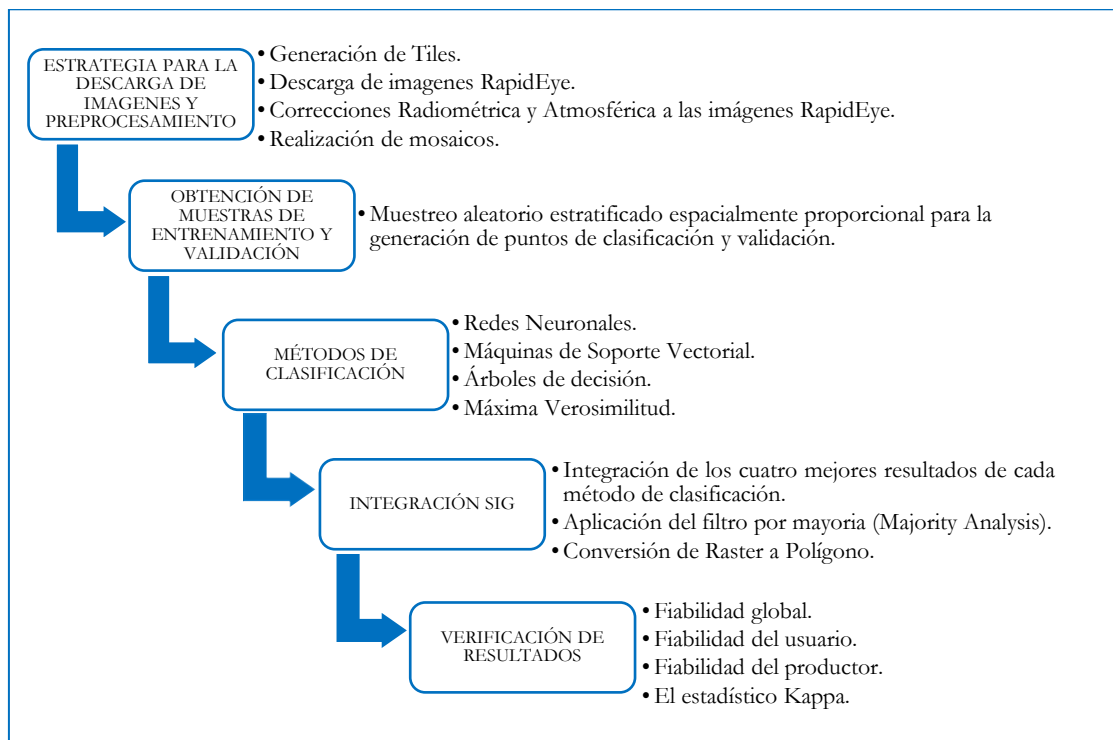 ESTRATEGIA PARA LA
DESCARGA DE
IMAGENES Y
PREPROCESAMIENTO
• Generación de Tiles.
• Descarga de imagenes RapidEye.
• Correcciones Radiométrica y Atmosférica a las imágenes RapidEye.
• Realización de mosaicos.
OBTENCIÓN DE
MUESTRAS DE
ENTRENAMIENTO Y
VALIDACIÓN
• Muestreo aleatorio estratificado espacialmente proporcional para la
generación de puntos de clasificación y validación.
MÉTODOS DE
CLASIFICACIÓN
• Redes Neuronales.
• Máquinas de Soporte Vectorial.
• Árboles de decisión.
• Máxima Verosimilitud.
INTEGRACIÓN SIG
• Integración de los cuatro mejores resultados de cada
método de clasificación.
• Aplicación del filtro por mayoria (Majority Analysis).
• Conversión de Raster a Polígono.
VERIFICACIÓN DE
RESULTADOS
• Fiabilidad global.
• Fiabilidad del usuario.
• Fiabilidad del productor.
• El estadístico Kappa.